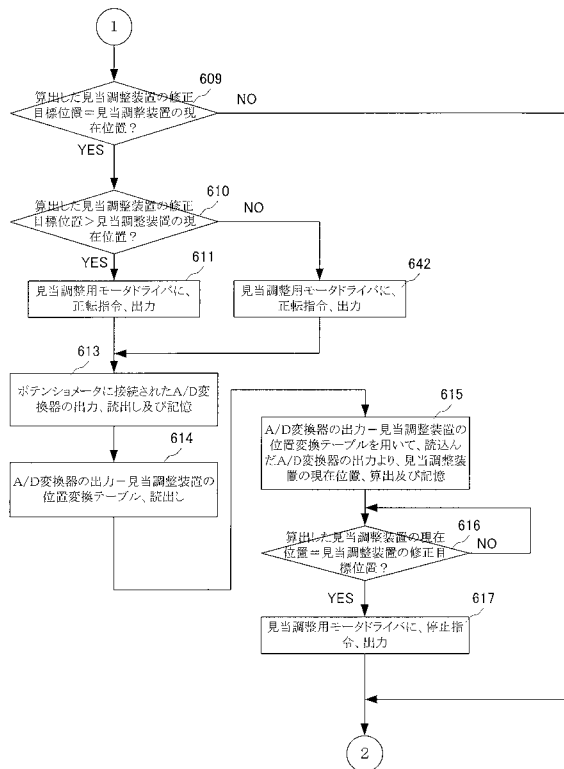 1
609
算出した見当調整装置の修正
目標位置＝見当調整装置の現
在位置？
NO
YES
610
算出した見当調整装置の修正
目標位置＞見当調整装置の現
在位置？
NO
YES
611
見当調整用モータドライバに、
正転指令、出力
642
見当調整用モータドライバに、
正転指令、出力
613
ポテンショメータに接続されたA/D変
換器の出力、読出し及び記憶
614
A/D変換器の出力－見当調整装置の
位置変換テーブル、読出し
615
A/D変換器の出力－見当調整装置の
位置変換テーブルを用いて、読込ん
だA/D変換器の出力より、見当調整装
置の現在位置、算出及び記憶
616
算出した見当調整装置の現在
位置＝見当調整装置の修正目
標位置？
NO
YES
617
見当調整用モータドライバに、停止指
令、出力
2